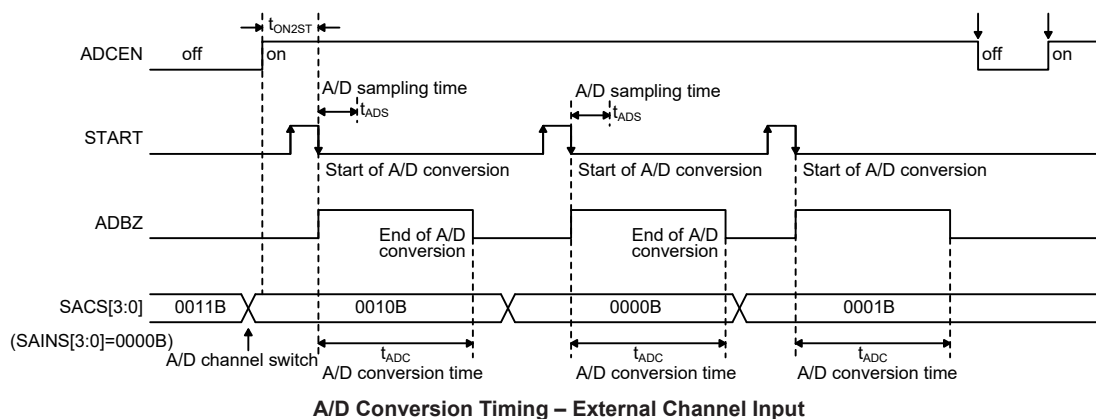 tON2ST
ADCEN off on off on
A/D sampling time A/D sampling time
tADS tADS
START
Start of A/D conversion Start of A/D conversion Start of A/D conversion
ADBZ
End of A/D conversion End of A/D conversion
SACS[3:0] 0011B 0010B 0000B 0001B
(SAINS[3:0]=0000B)
A/D channel switch
tADC tADC tADC
A/D conversion time A/D conversion time A/D conversion time
A/D Conversion Timing – External Channel Input